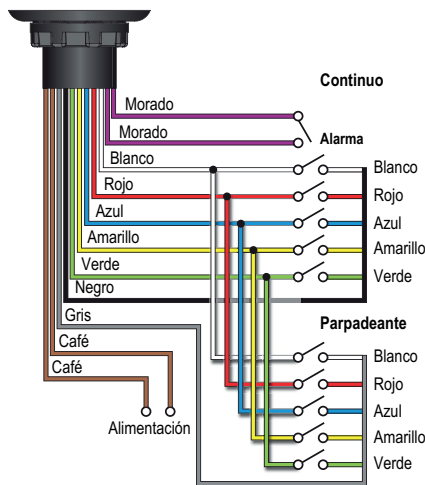 Continuo
Morado
Morado
Alarma
Blanco
Blanco
Rojo
Rojo
Azul
Azul
Amarillo
Amarillo
Verde
Verde
Negro
Gris
Parpadeante
Café
Blanco
Café
Rojo
Azul
Alimentación
Amarillo
Verde